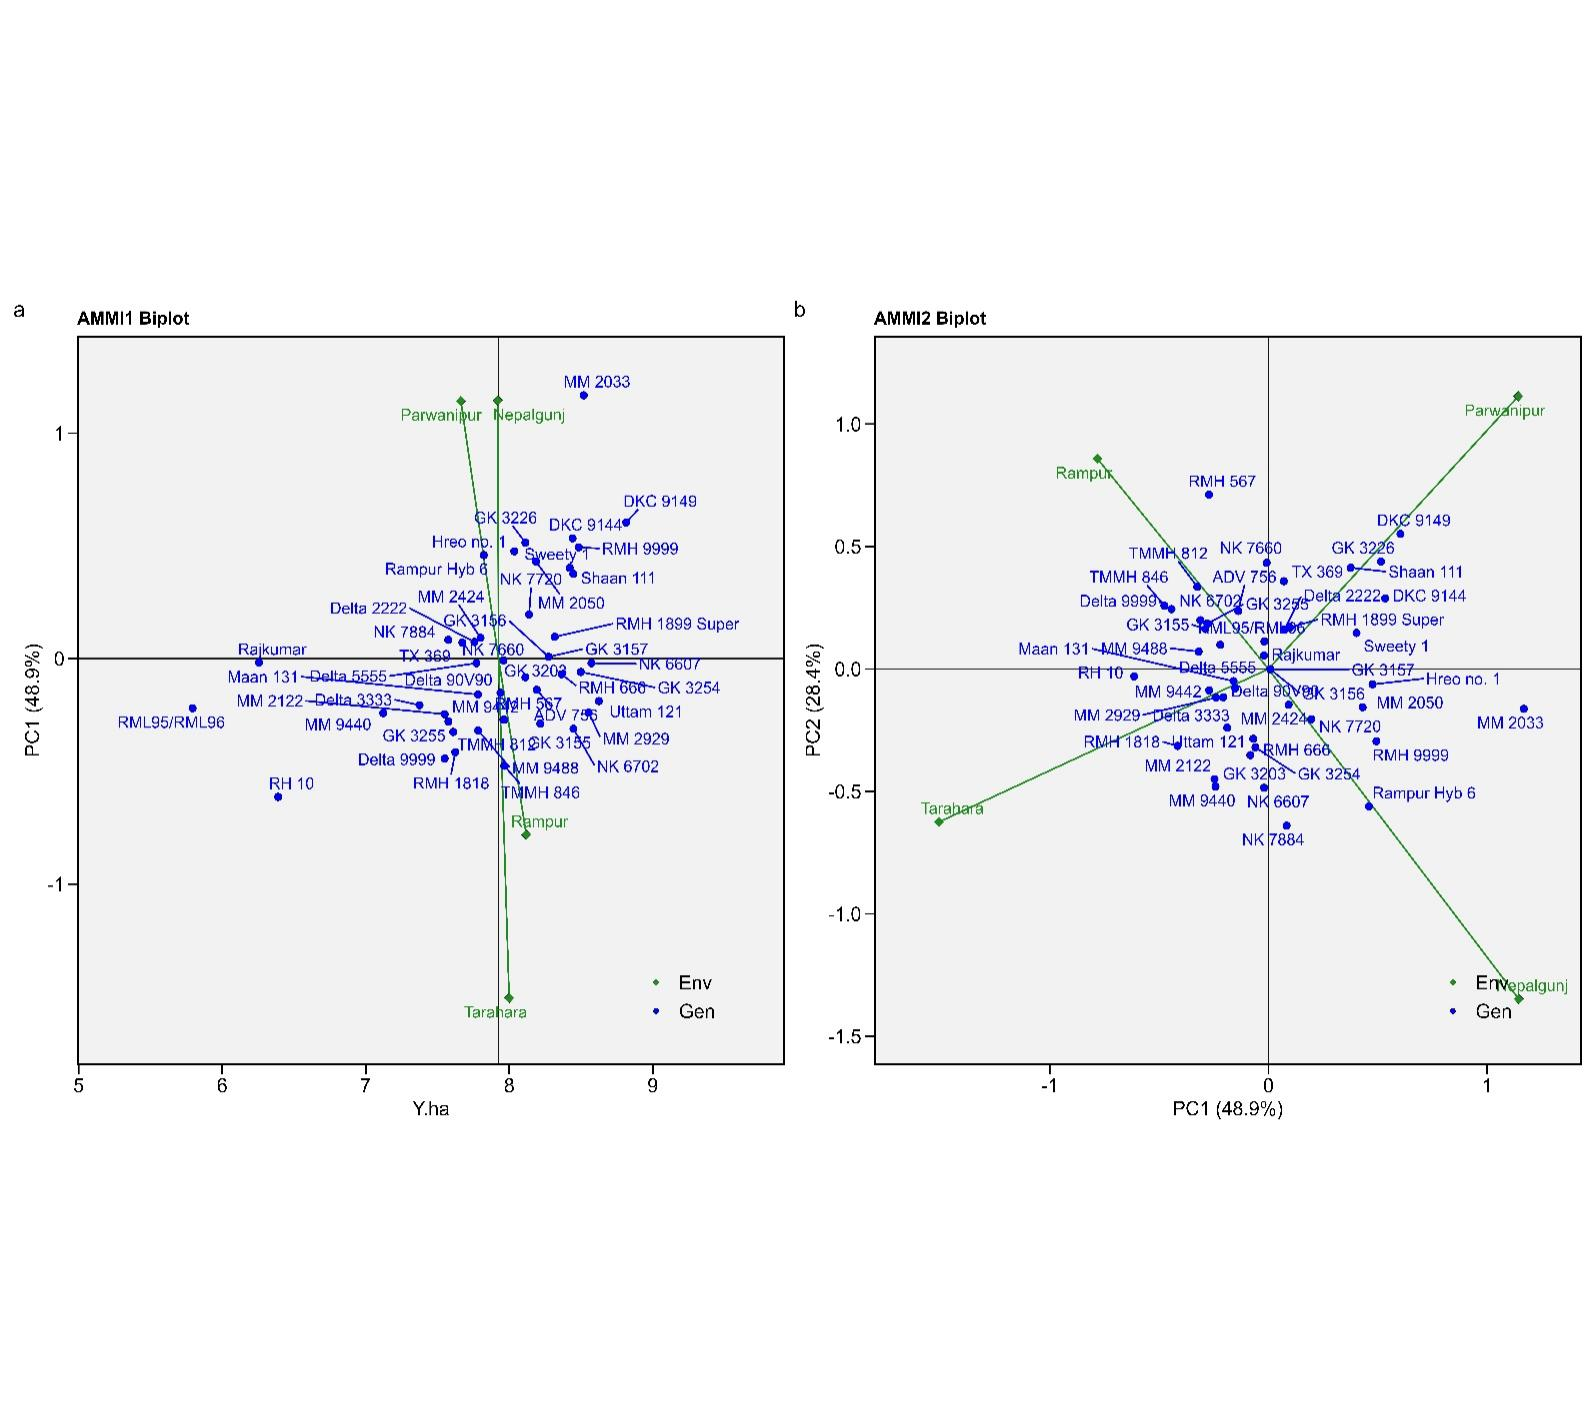 a
AMMI1 Biplot
PC1 (48.9%)
1
0
-1
5
6
7
8
9
Y.ha
MM 2033
Parwanipur
Nepalgunj
DKC 9149
GK 3226
DKC 9144
Hreo no. 1
Sweety 1
RMH 9999
Rampur Hyb 6
NK 7720
Shaan 111
MM 2424
MM 2050
Delta 2222
GK 3156
RMH 1899 Super
NK 7884
Rajkumar
TX 369
NK 7660
GK 3157
NK 6607
Maan 131
Delta 5555
Delta 90V90
GK 3203
RMH 666
GK 3254
MM 2122
Delta 3333
MM 9442
RMH 567
ADV 756
Uttam 121
RML95/RML96
MM 9440
GK 3255
TMMH 812
GK 3155
MM 2929
Delta 9999
RMH 1818
MM 9488
NK 6702
RH 10
TMMH 846
Rampur
Tarahara
Env
Gen
b
AMMI2 Biplot
PC2 (28.4%)
1.0
0.5
0.0
-0.5
-1.0
-1.5
-1
0
1
PC1 (48.9%)
Parwanipur
Rampur
RMH 567
DKC 9149
TMMH 812
NK 7660
GK 3226
TMMH 846
ADV 756
TX 369
Shaan 111
Delta 9999
NK 6702
GK 3255
Delta 2222
DKC 9144
GK 3155
RML95/RML96
RMH 1899 Super
Maan 131
MM 9488
Rajkumar
Sweety 1
RH 10
Delta 5555
GK 3157
Hreo no. 1
MM 9442
Delta 90V90
GK 3156
MM 2050
MM 2929
Delta 3333
MM 2424
NK 7720
MM 2033
RMH 1818
Uttam 121
RMH 666
RMH 9999
MM 2122
GK 3203
GK 3254
MM 9440
NK 6607
Rampur Hyb 6
Tarahara
NK 7884
Env
Nepalgunj
Gen